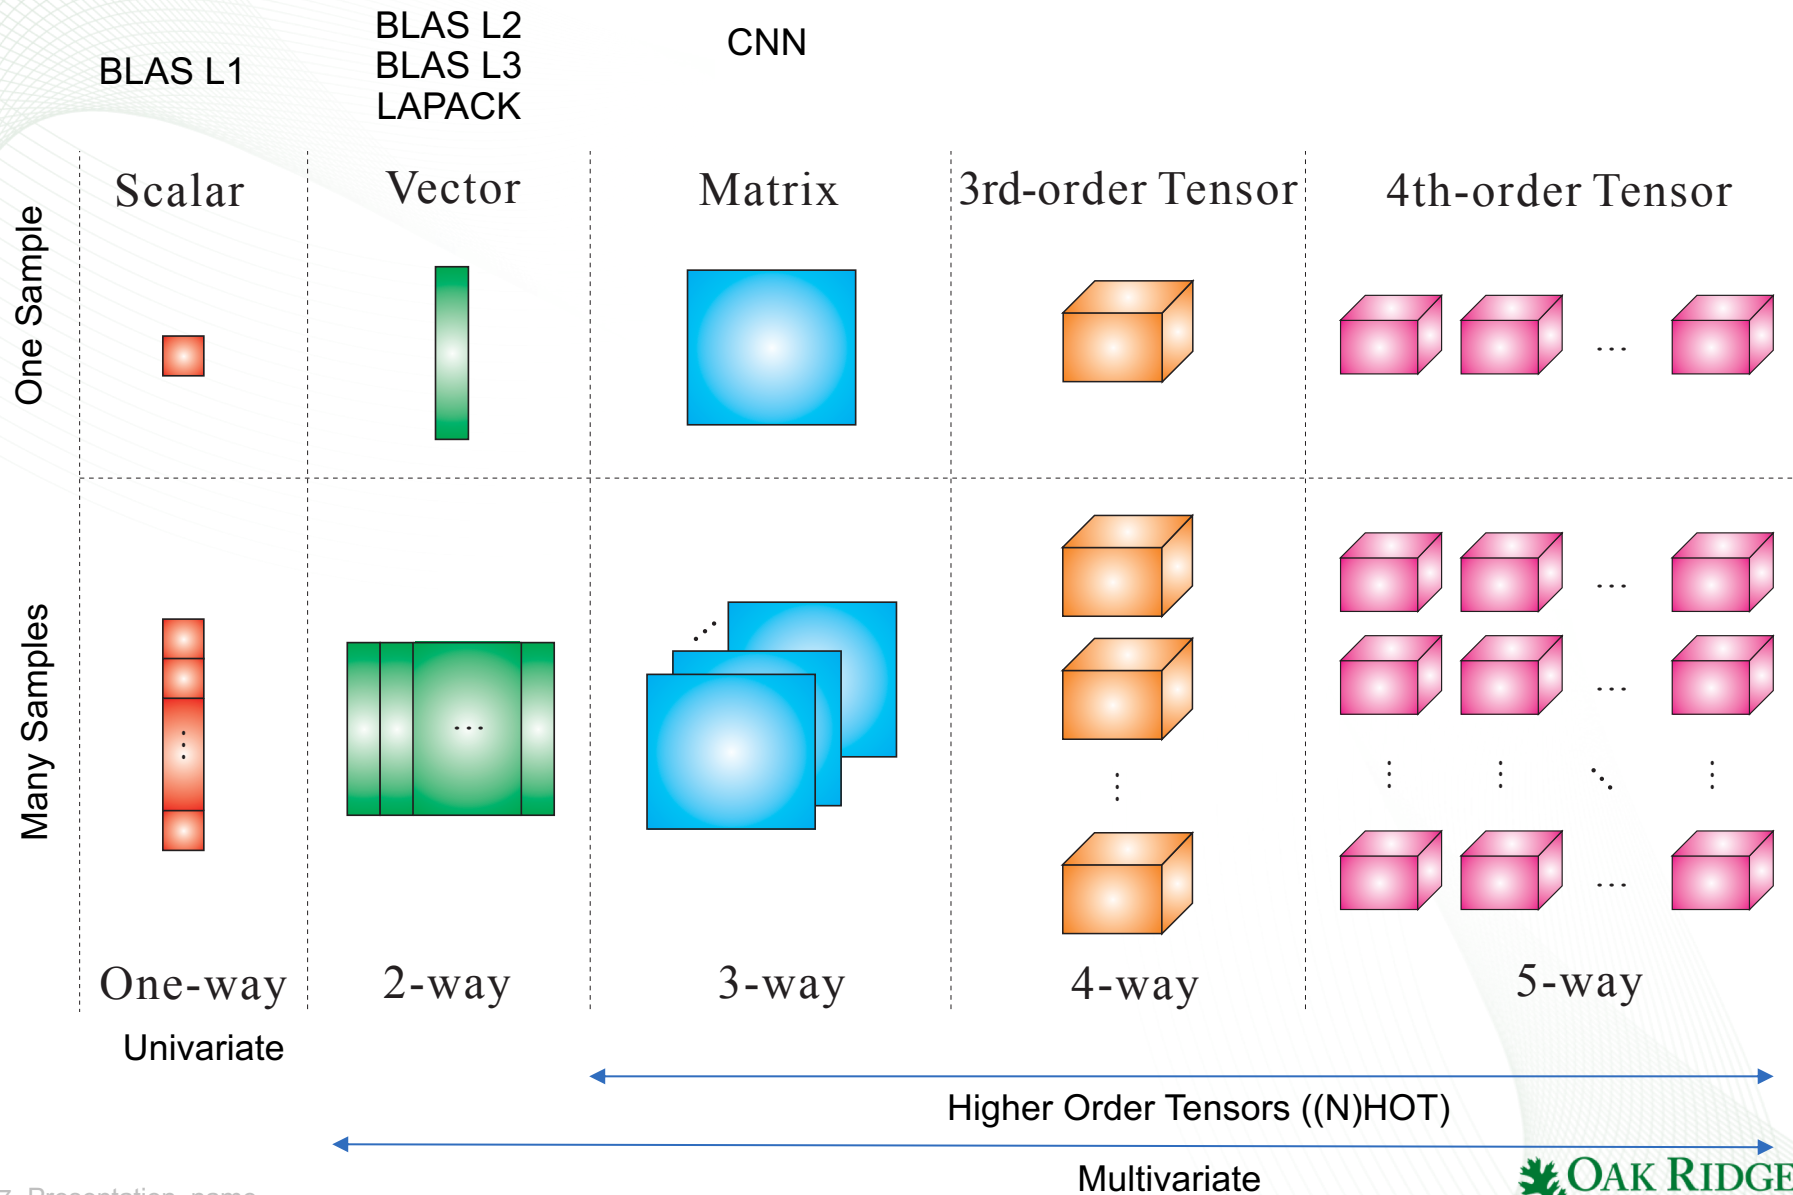 BLAS L1
BLAS L2
BLAS L3
LAPACK
CNN
Scalar
Vector
Matrix
3rd-order Tensor
4th-order Tensor
One Sample
...
Many Samples
...
...
...
...
...
...
...
...
...
...
...
...
One-way
2-way
3-way
4-way
5-way
Univariate
Higher Order Tensors ((N)HOT)
Multivariate
OAK RIDGE
7 Presentation_name